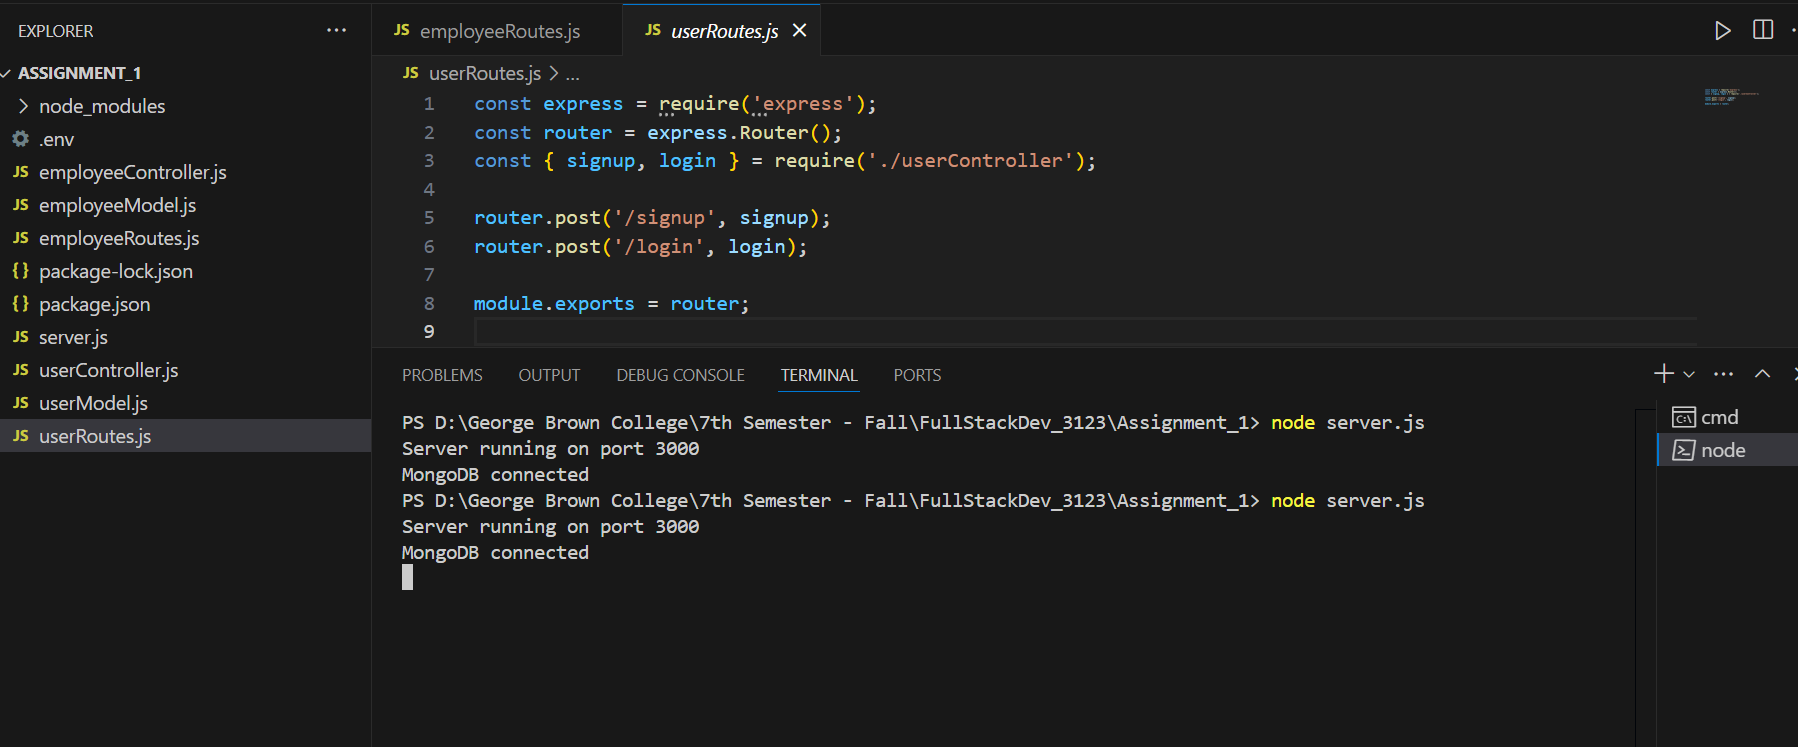 EXPLORER
ASSIGNMENT_1
node_modules
.env
JS employeeController.js
JS employeeModel.js
JS employeeRoutes.js
{} package-lock.json
{} package.json
JS server.js
JS userController.js
JS userModel.js
JS userRoutes.js
JS employeeRoutes.js
JS userRoutes.js
JS userRoutes.js > ...
1 const express = require('express');
2 const router = express.Router();
3 const { signup, login } = require('./userController');
4
5 router.post('/signup', signup);
6 router.post('/login', login);
7
8 module.exports = router;
9
PROBLEMS OUTPUT DEBUG CONSOLE TERMINAL PORTS
PS D:\George Brown College\7th Semester - Fall\FullStackDev_3123\Assignment_1> node server.js
Server running on port 3000
MongoDB connected
PS D:\George Brown College\7th Semester - Fall\FullStackDev_3123\Assignment_1> node server.js
Server running on port 3000
MongoDB connected
cmd
node